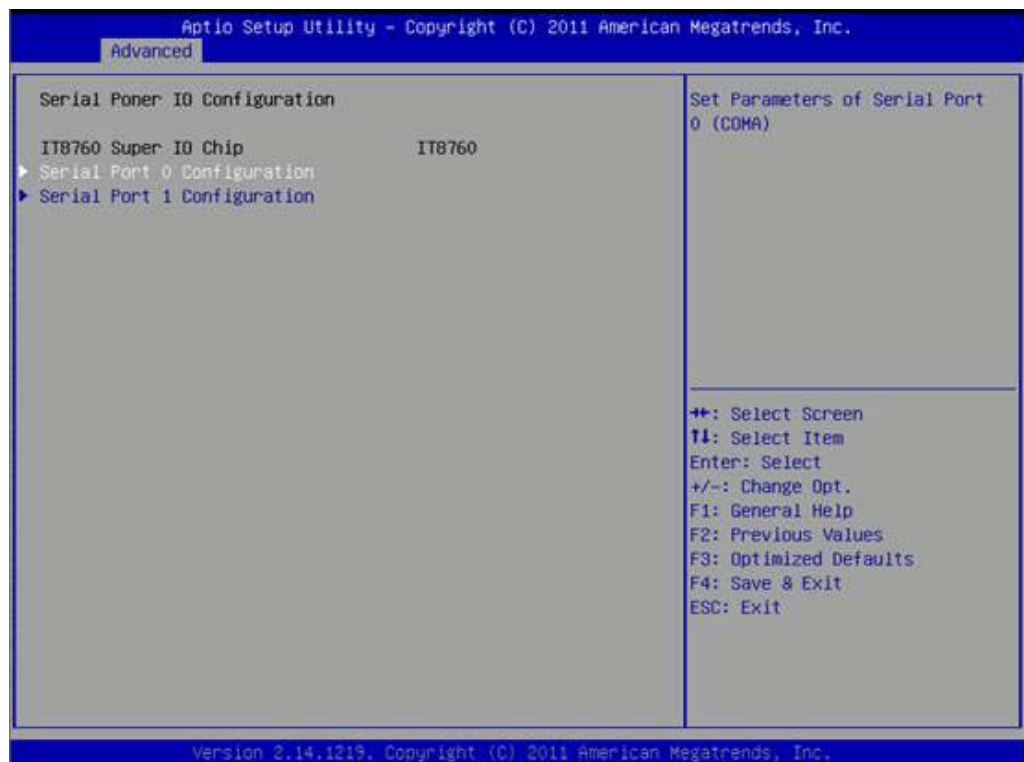 Aptio Setup Utility – Copyright (C) 2011 American Megatrends, Inc.
Advanced
Serial Poner IO Configuration
IT8760 Super IO Chip IT8760
Serial Port 0 Configuration
Serial Port 1 Configuration
Set Parameters of Serial Port
0 (COMA)
→←: Select Screen
↑↓: Select Item
Enter: Select
+/-: Change Opt.
F1: General Help
F2: Previous Values
F3: Optimized Defaults
F4: Save & Exit
ESC: Exit
Version 2.14.1219. Copyright (C) 2011 American Megatrends, Inc.